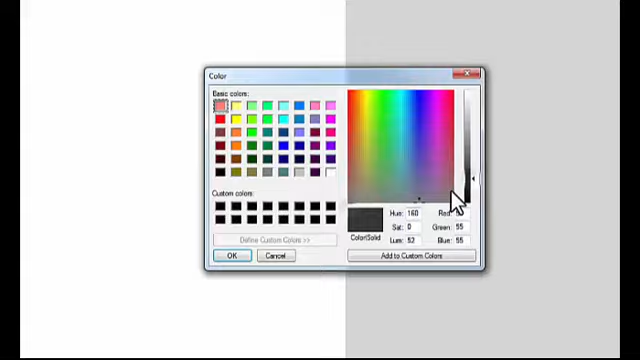 Color
Basic colors:
Custom colors:
Define Custom Colors >>
OK Cancel
Color|Solid
Hue: 160
Sat: 0
Lum: 52
Red:
Green: 55
Blue: 55
Add to Custom Colors